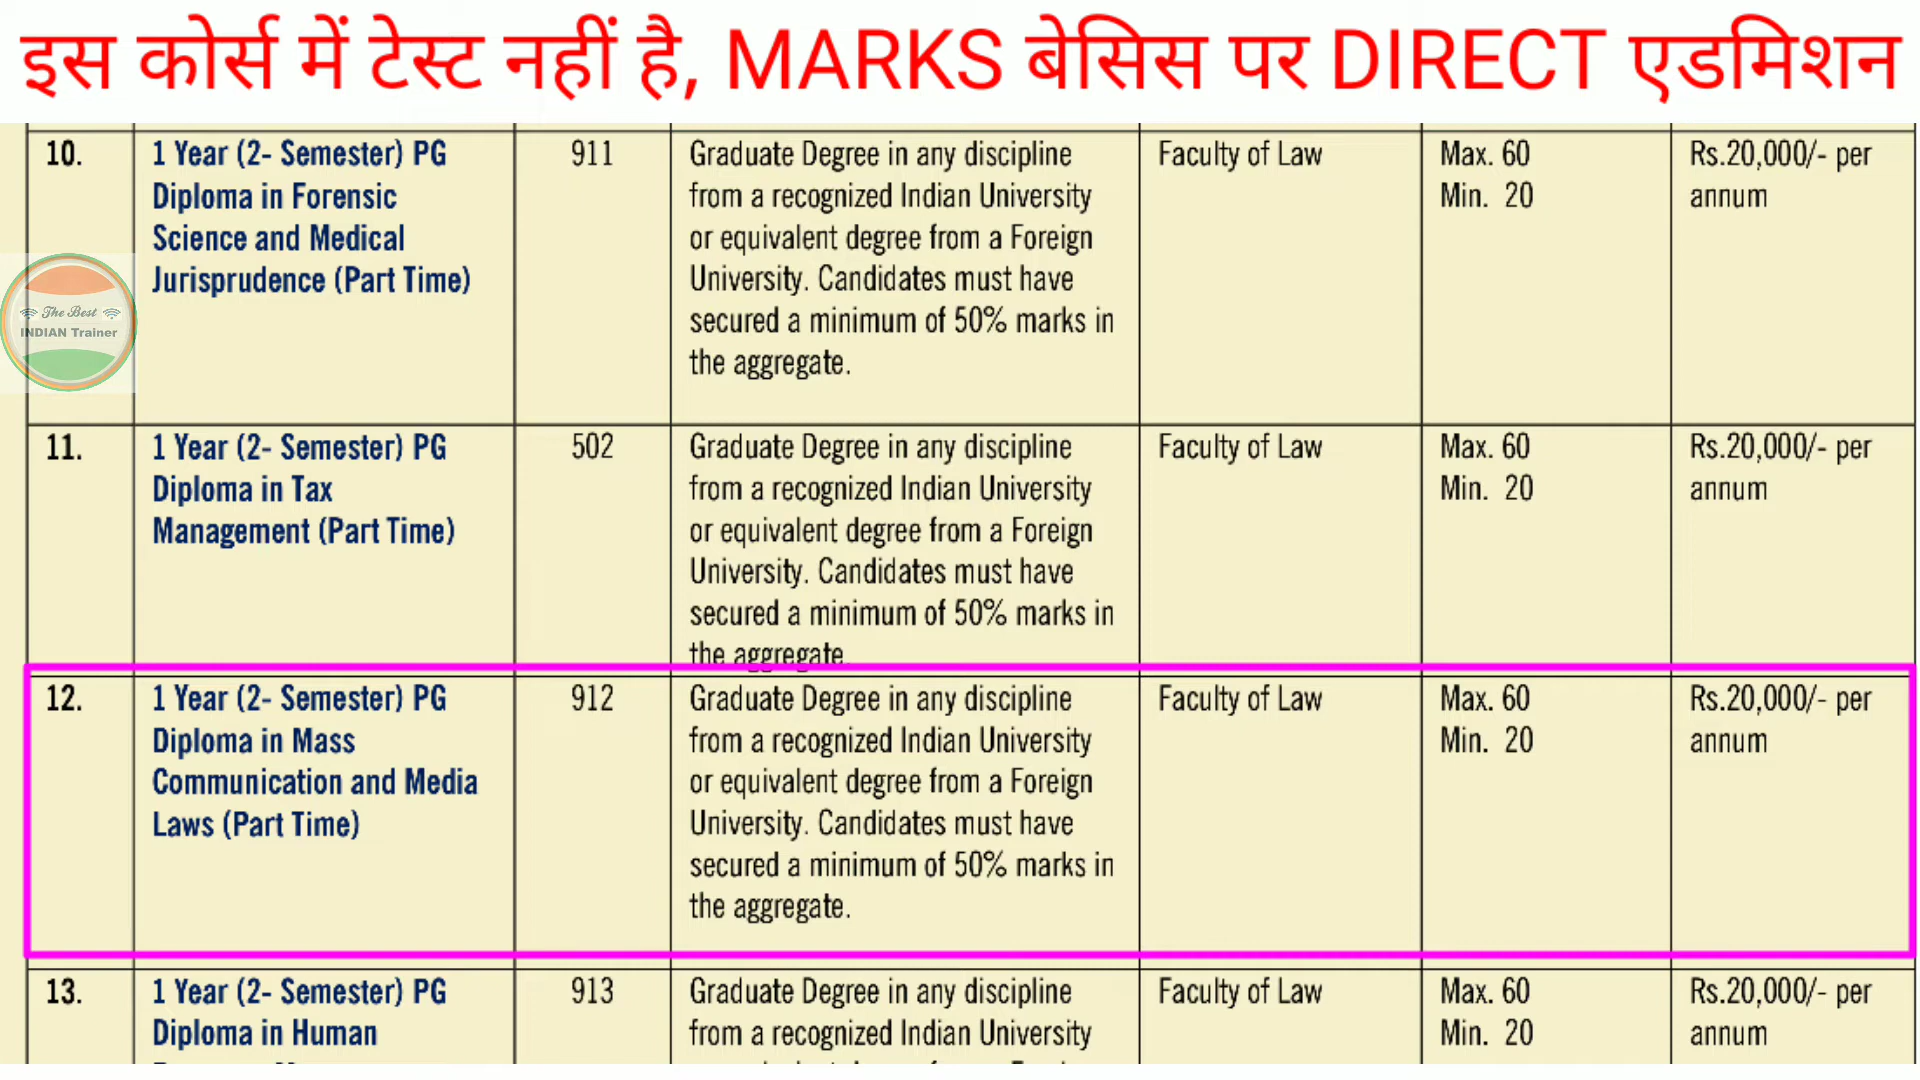 इस कोर्स में टेस्ट नहीं है, MARKS बेसिस पर DIRECT एडमिशन
10.
1 Year (2- Semester) PG
Diploma in Forensic
Science and Medical
Jurisprudence (Part Time)
911
Graduate Degree in any discipline
from a recognized Indian University
or equivalent degree from a Foreign
University. Candidates must have
secured a minimum of 50% marks in
the aggregate.
Faculty of Law
Max. 60
Min. 20
Rs.20,000/- per
annum
The Best
INDIAN Trainer
11.
1 Year (2- Semester) PG
Diploma in Tax
Management (Part Time)
502
Graduate Degree in any discipline
from a recognized Indian University
or equivalent degree from a Foreign
University. Candidates must have
secured a minimum of 50% marks in
the aggregate.
Faculty of Law
Max. 60
Min. 20
Rs.20,000/- per
annum
12.
1 Year (2- Semester) PG
Diploma in Mass
Communication and Media
Laws (Part Time)
912
Graduate Degree in any discipline
from a recognized Indian University
or equivalent degree from a Foreign
University. Candidates must have
secured a minimum of 50% marks in
the aggregate.
Faculty of Law
Max. 60
Min. 20
Rs.20,000/- per
annum
13.
1 Year (2- Semester) PG
Diploma in Human
913
Graduate Degree in any discipline
from a recognized Indian University
Faculty of Law
Max. 60
Min. 20
Rs.20,000/- per
annum